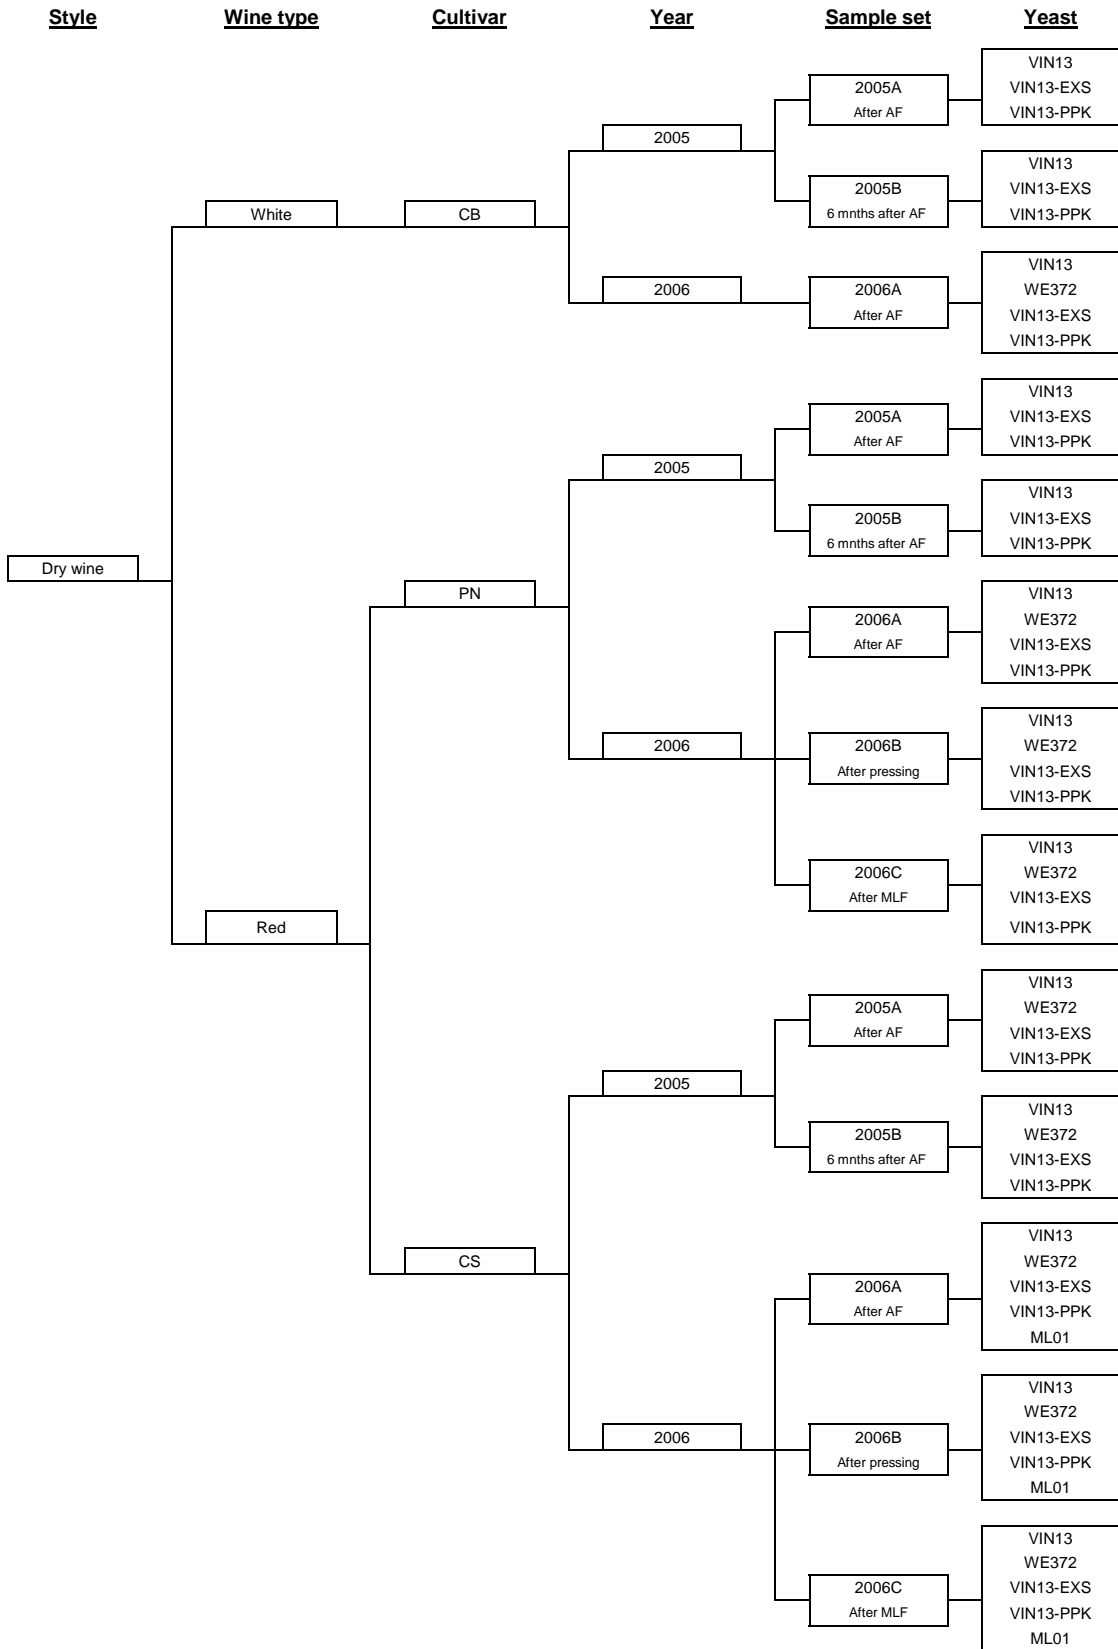 Style Wine type Cultivar Year Sample set Yeast
VIN13
2005A
VIN13-EXS
After AF
VIN13-PPK
2005
VIN13
2005B
VIN13-EXS
6 mnths after AF
VIN13-PPK
White
CB
VIN13
2006
2006A
WE372
After AF
VIN13-EXS
VIN13-PPK
VIN13
2005A
VIN13-EXS
After AF
VIN13-PPK
2005
VIN13
2005B
VIN13-EXS
6 mnths after AF
VIN13-PPK
Dry wine
PN
VIN13
2006A
WE372
After AF
VIN13-EXS
VIN13-PPK
VIN13
2006
2006B
WE372
After pressing
VIN13-EXS
VIN13-PPK
VIN13
WE372
2006C
VIN13-EXS
After MLF
VIN13-PPK
Red
VIN13
2005A
WE372
After AF
VIN13-EXS
VIN13-PPK
2005
VIN13
2005B
WE372
6 mnths after AF
VIN13-EXS
VIN13-PPK
CS
VIN13
WE372
2006A
VIN13-EXS
After AF
VIN13-PPK
ML01
VIN13
WE372
2006
2006B
VIN13-EXS
After pressing
VIN13-PPK
ML01
VIN13
WE372
2006C
VIN13-EXS
After MLF
VIN13-PPK
ML01